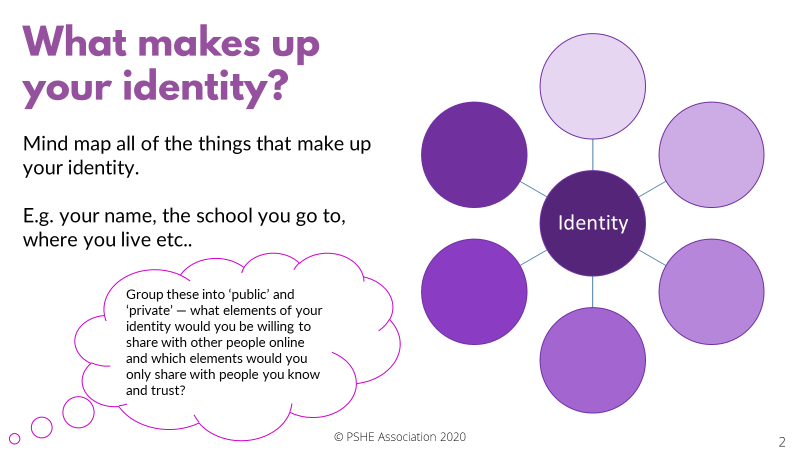 What makes up
your identity?
Mind map all of the things that make up
your identity.
E.g. your name, the school you go to,
where you live etc..
Group these into ‘public’ and
‘private’ – what elements of your
identity would you be willing to
share with other people online
and which elements would you
only share with people you know
and trust?
Identity
© PSHE Association 2020
2